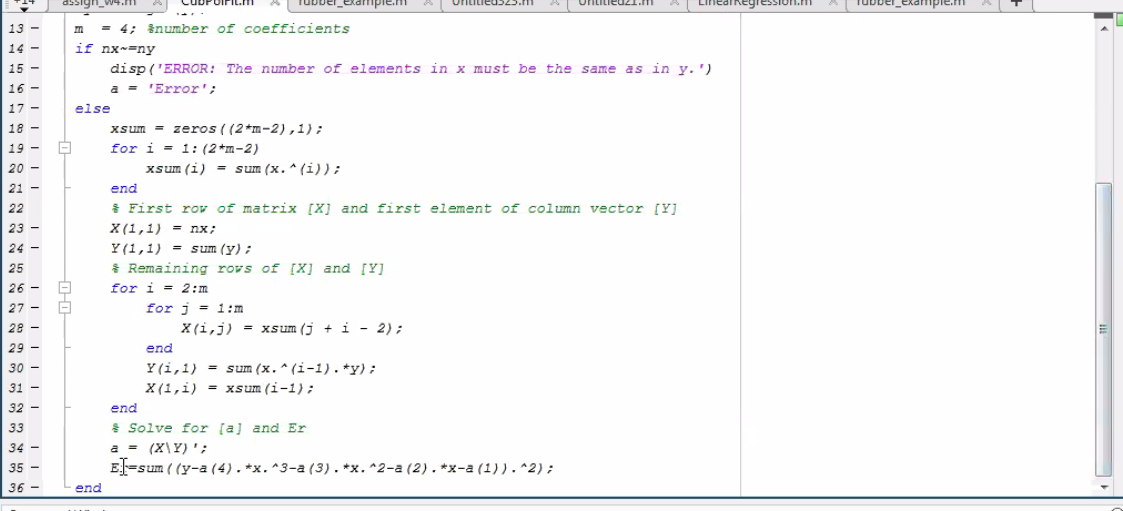 assign_w4.m CubPolFit.m rubber_example.m Untitled323.m Untitled21.m LinearRegression.m rubber_example.m
13 - m = 4; %number of coefficients
14 - if nx~=ny
15 - disp('ERROR: The number of elements in x must be the same as in y.')
16 - a = 'Error';
17 - else
18 - xsum = zeros((2*m-2),1);
19 - for i = 1:(2*m-2)
20 - xsum(i) = sum(x.^(i));
21 - end
22 % First row of matrix [X] and first element of column vector [Y]
23 - X(1,1) = nx;
24 - Y(1,1) = sum(y);
25 % Remaining rows of [X] and [Y]
26 - for i = 2:m
27 - for j = 1:m
28 - X(i,j) = xsum(j + i - 2);
29 - end
30 - Y(i,1) = sum(x.^(i-1).*y);
31 - X(1,i) = xsum(i-1);
32 - end
33 % Solve for [a] and Er
34 - a = (X\Y)';
35 - =sum((y-a(4).*x.^3-a(3).*x.^2-a(2).*x-a(1)).^2);
36 - end